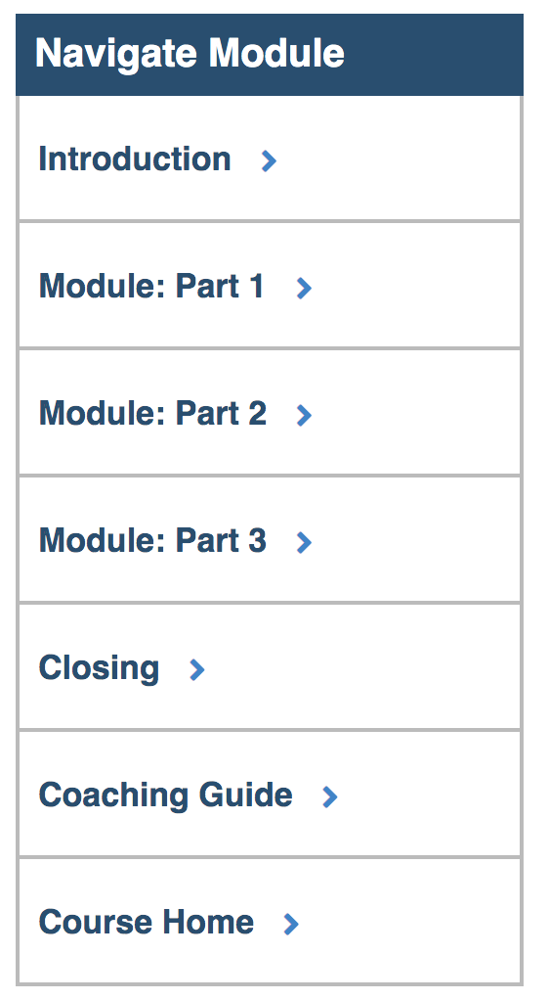 Navigate Module
Introduction
Module: Part 1
Module: Part 2
Module: Part 3
Closing
Coaching Guide
Course Home